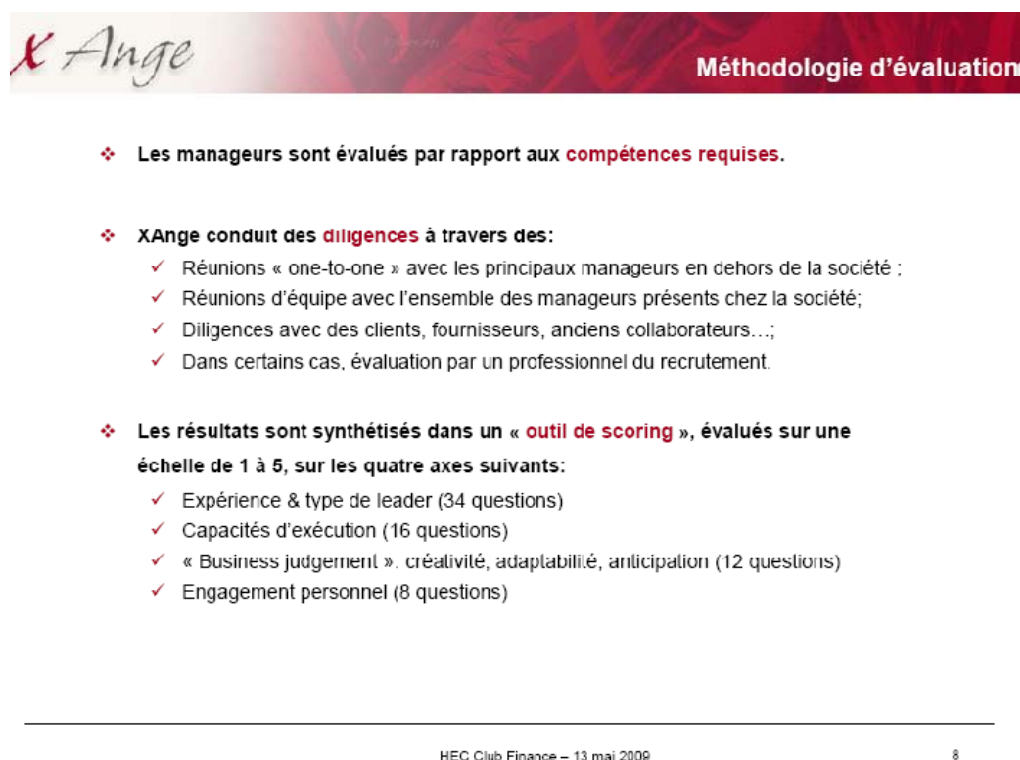 X Ange
Méthodologie d'évaluation
Les manageurs sont évalués par rapport aux compétences requises.
XAnge conduit des diligences à travers des:
Réunions « one-to-one » avec les principaux manageurs en dehors de la société ;
Réunions d'équipe avec l'ensemble des manageurs présents chez la société;
Diligences avec des clients, fournisseurs, anciens collaborateurs…;
Dans certains cas, évaluation par un professionnel du recrutement.
Les résultats sont synthétisés dans un « outil de scoring », évalués sur une
échelle de 1 à 5, sur les quatre axes suivants:
Expérience & type de leader (34 questions)
Capacités d'exécution (16 questions)
« Business judgement »: créativité, adaptabilité, anticipation (12 questions)
Engagement personnel (8 questions)
HEC Club Finance – 13 mai 2009
8